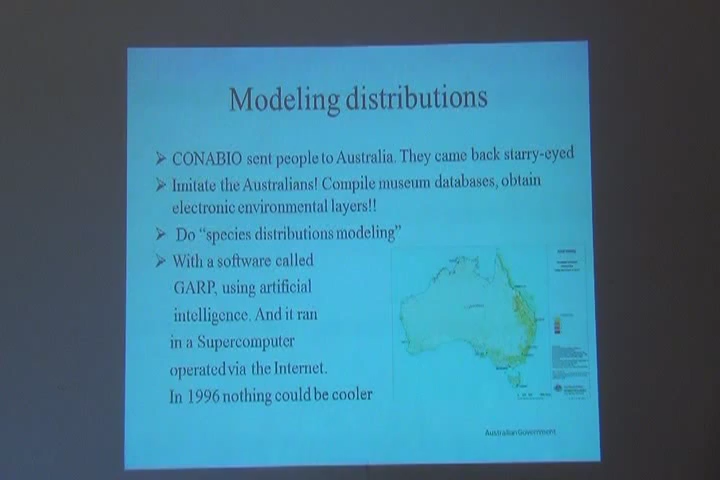 Modeling distributions
➢ CONABIO sent people to Australia. They came back starry-eyed
➢ Imitate the Australians! Compile museum databases, obtain
electronic environmental layers!!
➢ Do “species distributions modeling”
➢ With a software called
GARP, using artificial
intelligence. And it ran
in a Supercomputer
operated via the Internet.
In 1996 nothing could be cooler
Australian Government